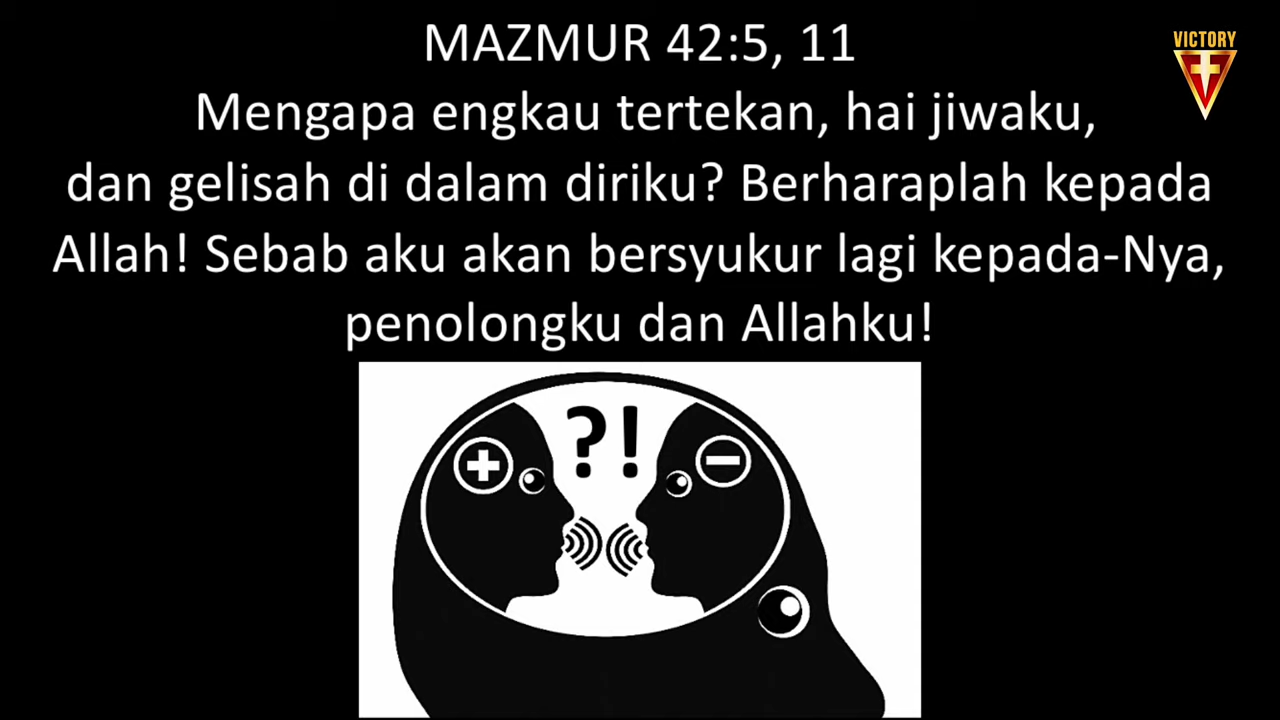 MAZMUR 42:5, 11
VICTORY
Mengapa engkau tertekan, hai jiwaku,
dan gelisah di dalam diriku? Berharaplah kepada
Allah! Sebab aku akan bersyukur lagi kepada-Nya,
penolongku dan Allahku!
?!